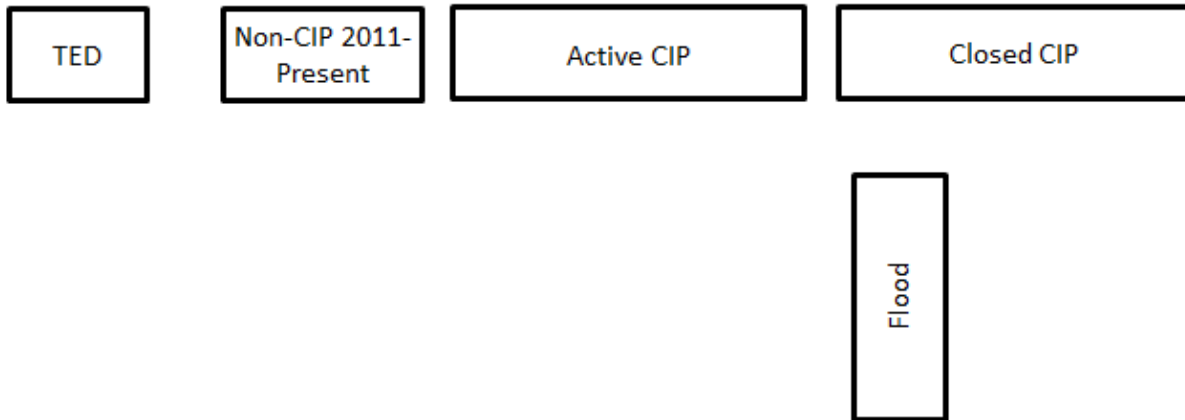 TED
Non-CIP 2011-
Present
Active CIP
Closed CIP
Flood